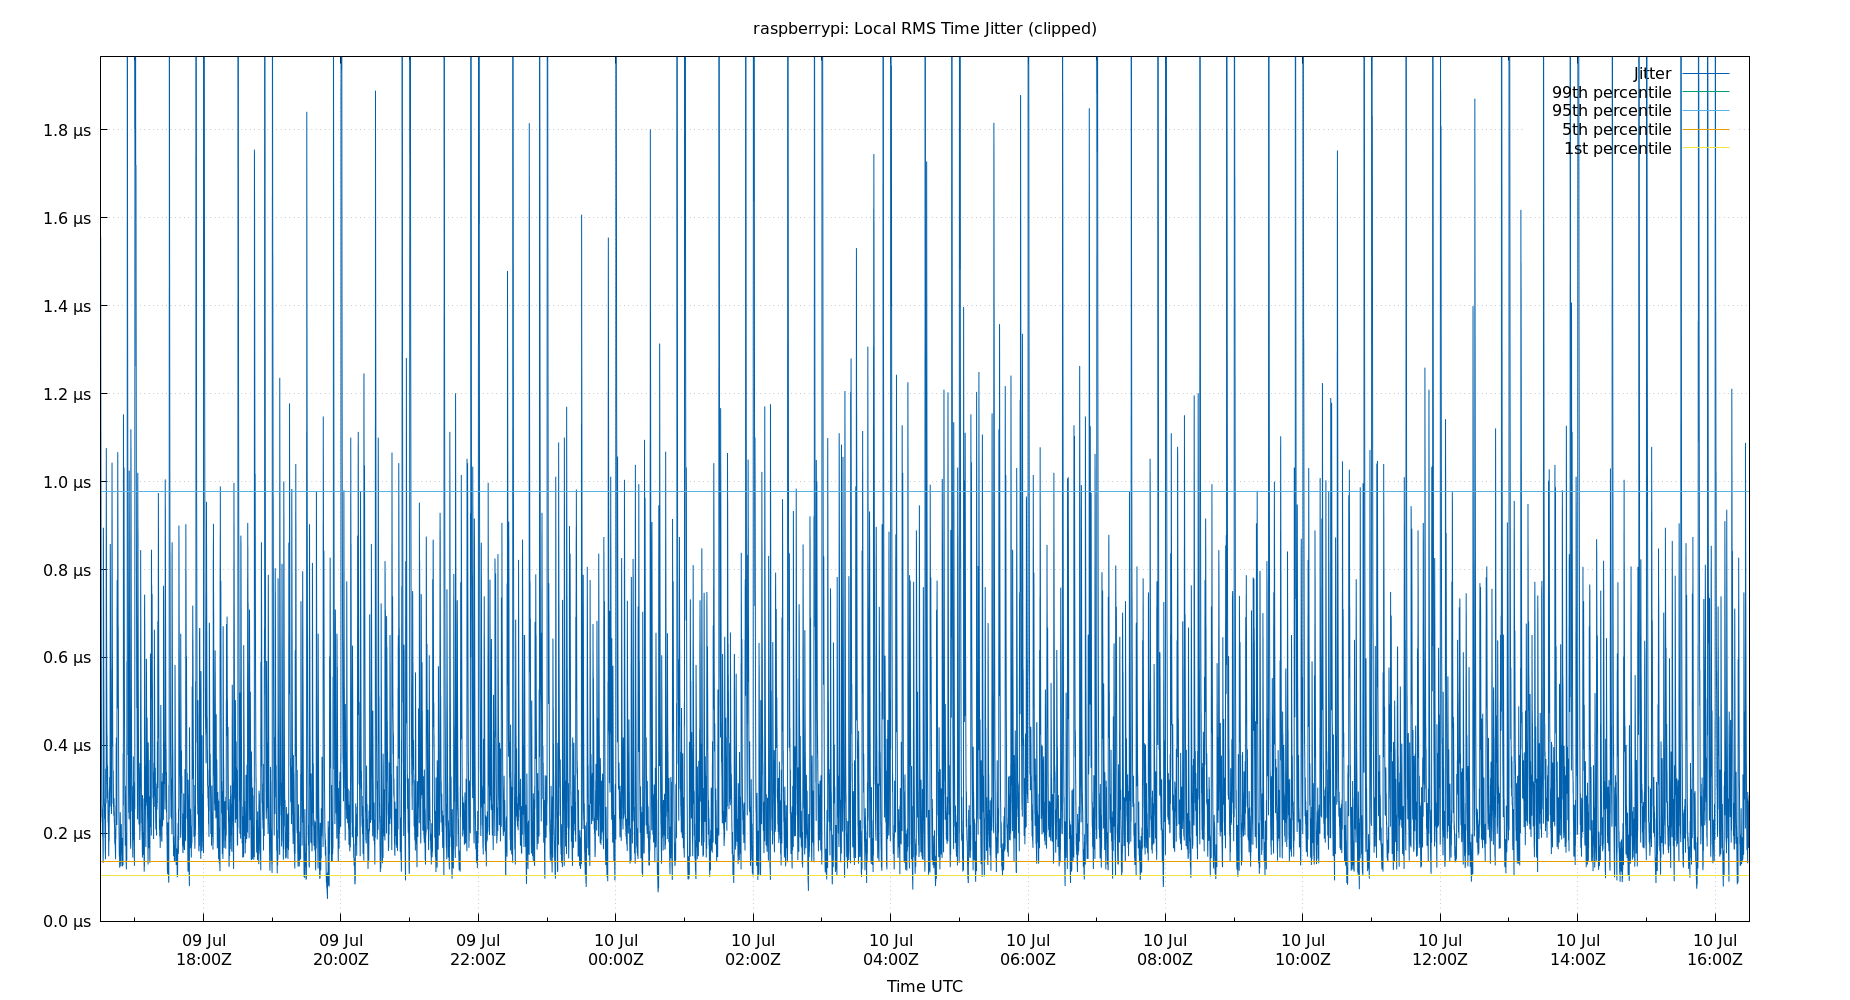 raspberrypi: Local RMS Time Jitter (clipped)
Jitter
99th percentile
95th percentile
5th percentile
1st percentile
1.8 μs
1.6 μs
1.4 μs
1.2 μs
1.0 μs
0.8 μs
0.6 μs
0.4 μs
0.2 μs
0.0 μs
09 Jul 09 Jul 09 Jul 10 Jul 10 Jul 10 Jul 10 Jul 10 Jul 10 Jul 10 Jul 10 Jul 10 Jul
18:00Z 20:00Z 22:00Z 00:00Z 02:00Z 04:00Z 06:00Z 08:00Z 10:00Z 12:00Z 14:00Z 16:00Z
Time UTC